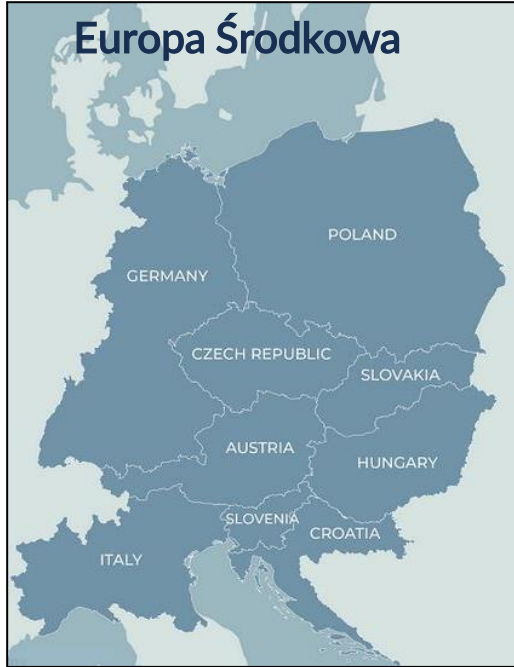 Europa Środkowa
POLAND
GERMANY
CZECH REPUBLIC
SLOVAKIA
AUSTRIA
HUNGARY
SLOVENIA
CROATIA
ITALY